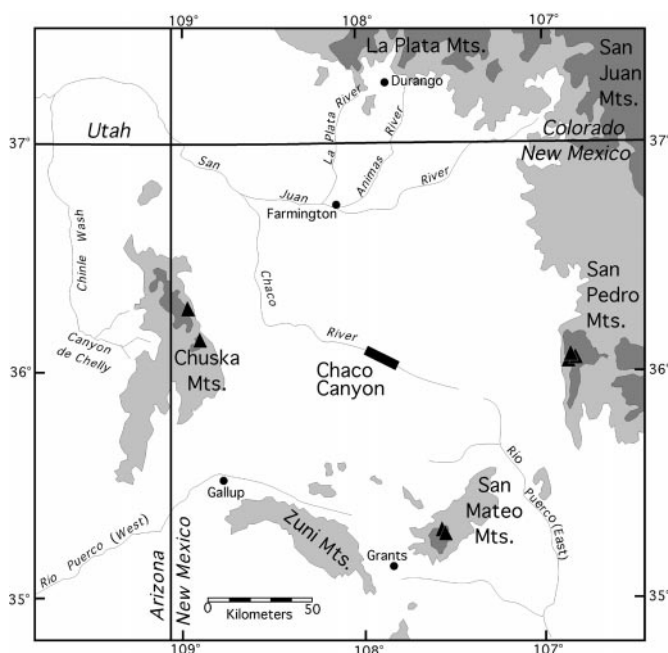 109°
108°
107°
La Plata Mts.
San
Juan
Mts.
Durango
La Plata
River
Animas
River
Utah
Colorado
37°
37°
New Mexico
San
Juan
River
Farmington
Chinle Wash
Chaco
River
San
Pedro
Mts.
Canyon
de Chelly
Chuska
Mts.
Chaco
Canyon
36°
36°
Rio
Puerco (East)
Gallup
San
Mateo
Mts.
Zuni Mts.
Rio Puerco (West)
Grants
Arizona
New Mexico
0
50
Kilometers
35°
35°
109°
108°
107°